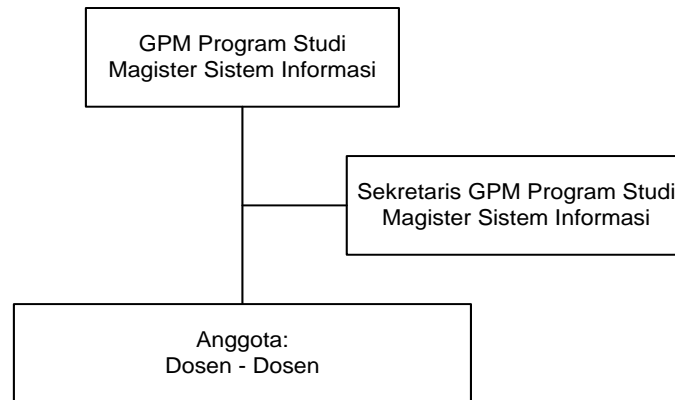 GPM Program Studi
Magister Sistem Informasi
Sekretaris GPM Program Studi
Magister Sistem Informasi
Anggota:
Dosen - Dosen